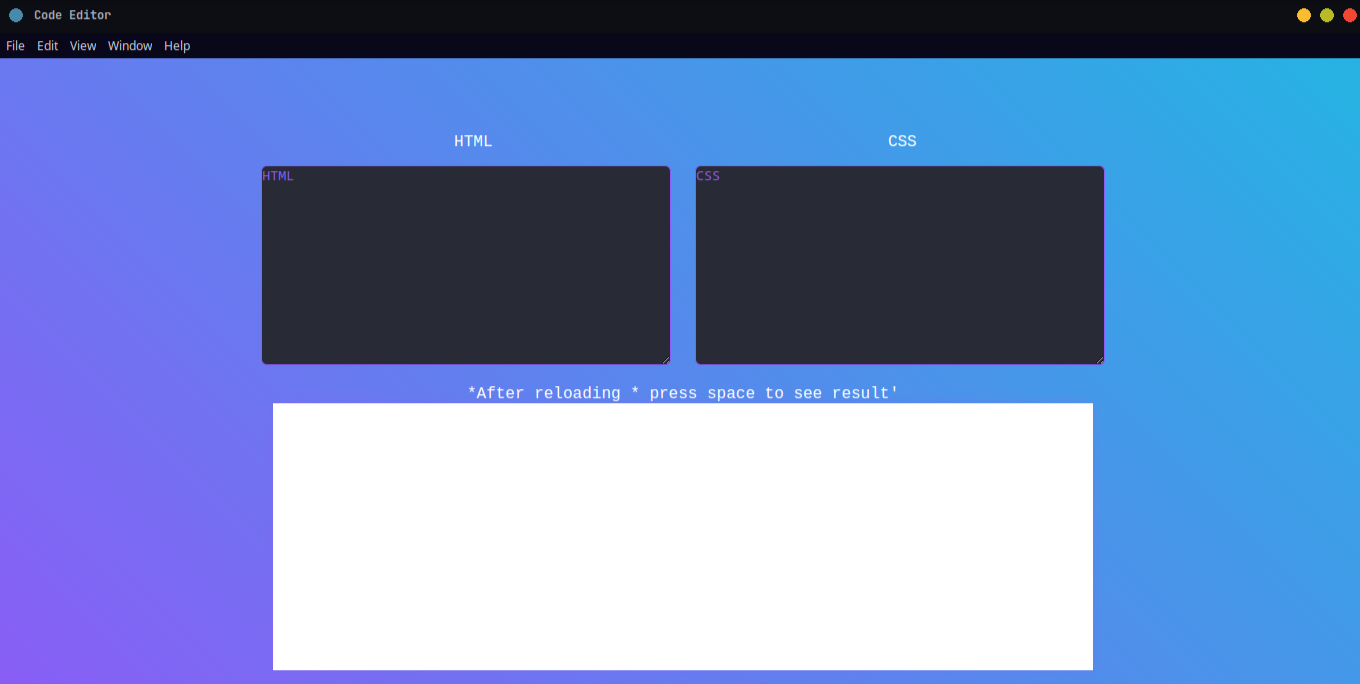 Code Editor
File Edit View Window Help
HTML CSS
HTML CSS
*After reloading * press space to see result'